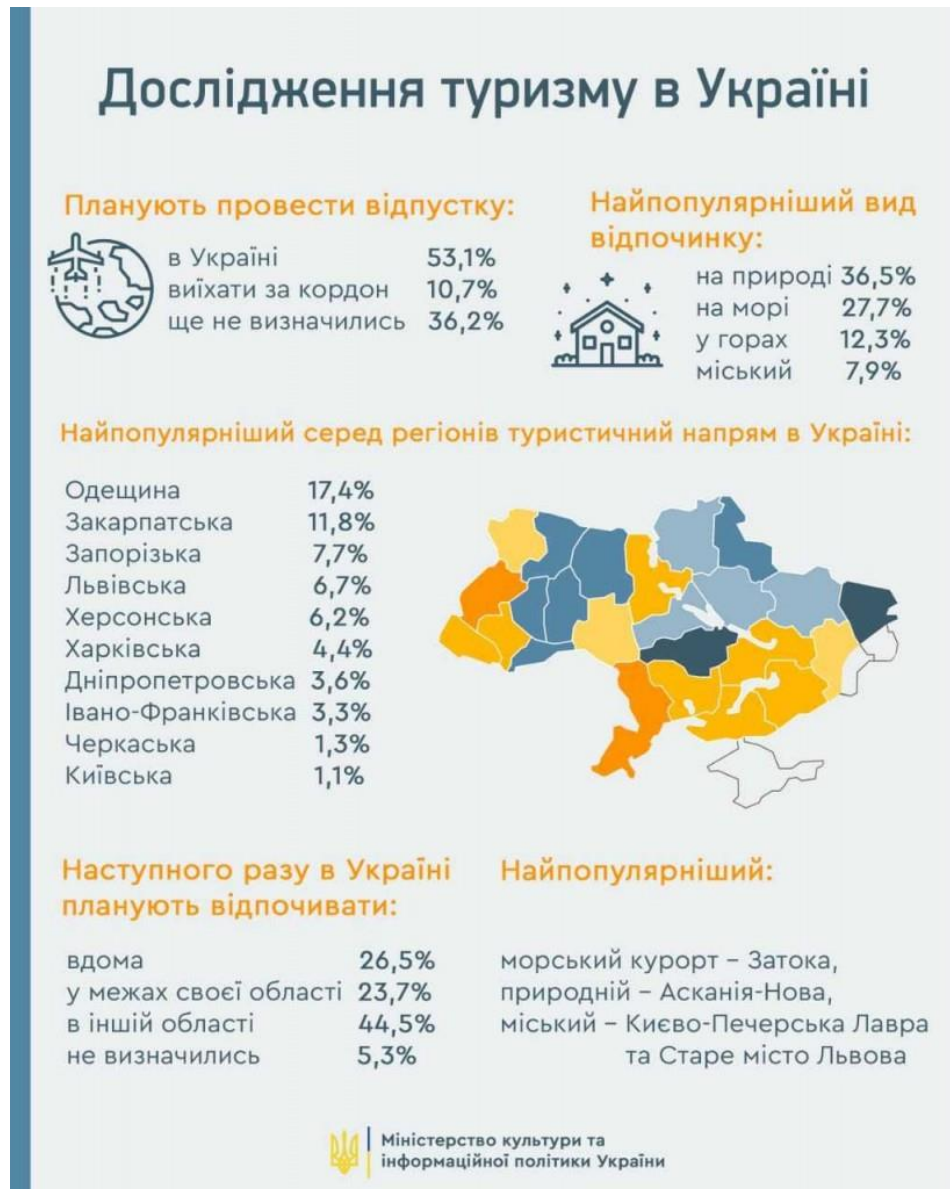 Дослідження туризму в Україні
Планують провести відпустку:
в Україні 53,1%
виїхати за кордон 10,7%
ще не визначились 36,2%
Найпопулярніший вид
відпочинку:
на природі 36,5%
на морі 27,7%
у горах 12,3%
міський 7,9%
Найпопулярніший серед регіонів туристичний напрям в Україні:
Одещина 17,4%
Закарпатська 11,8%
Запорізька 7,7%
Львівська 6,7%
Херсонська 6,2%
Харківська 4,4%
Дніпропетровська 3,6%
Івано-Франківська 3,3%
Черкаська 1,3%
Київська 1,1%
Наступного разу в Україні
планують відпочивати:
вдома 26,5%
у межах своєї області 23,7%
в іншій області 44,5%
не визначились 5,3%
Найпопулярніший:
морський курорт – Затока,
природній – Асканія-Нова,
міський – Києво-Печерська Лавра
та Старе місто Львова
Міністерство культури та
інформаційної політики України